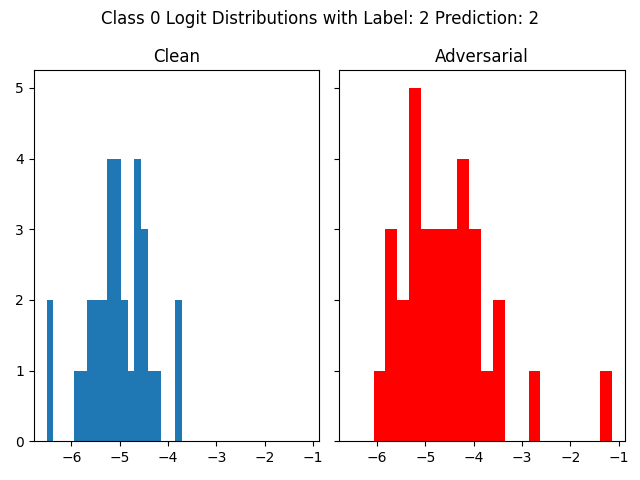 Class 0 Logit Distributions with Label: 2 Prediction: 2
Clean
Adversarial
5
4
3
2
1
0
−6 −5 −4 −3 −2 −1
−6 −5 −4 −3 −2 −1